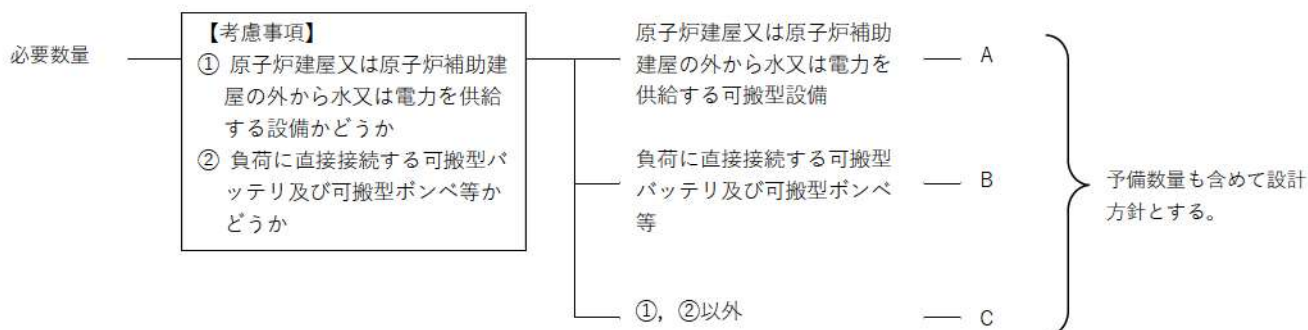 必要数量
【考慮事項】
① 原子炉建屋又は原子炉補助建
屋の外から水又は電力を供給
する設備かどうか
② 負荷に直接接続する可搬型バ
ッテリ及び可搬型ボンベ等か
どうか
原子炉建屋又は原子炉補助
建屋の外から水又は電力を
供給する可搬型設備
A
負荷に直接接続する可搬型
バッテリ及び可搬型ボンベ
等
B
①，②以外
C
予備数量も含めて設計
方針とする。